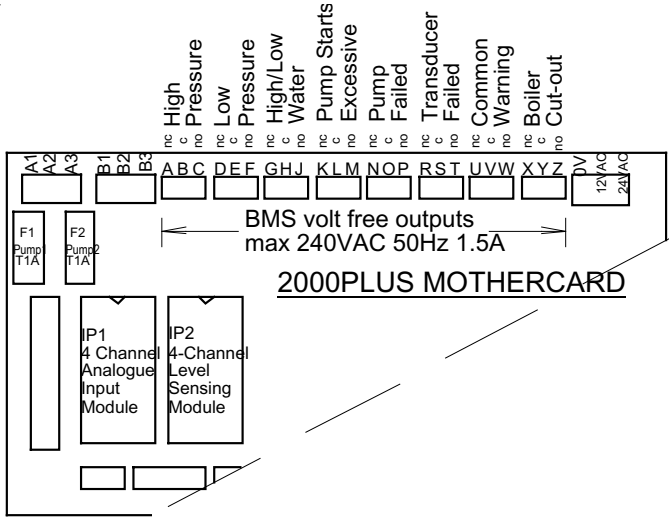 High
Pressure
Low
Pressure
High/Low
Water
Pump Starts
Excessive
Pump
Failed
Transducer
Failed
Common
Warning
Boiler
Cut-out
nc c no nc c no nc c no nc c no nc c no nc c no nc c no nc c no
A1 A2 A3 B1 B2 B3 A B C D E F G H J K L M N O P R S T U V W X Y Z 0V 12VAC 24VAC
BMS volt free outputs
max 240VAC 50Hz 1.5A
F1
Pump1
T1A
F2
Pump2
T1A
2000PLUS MOTHERCARD
IP1
4 Channel
Analogue
Input
Module
IP2
4-Channel
Level
Sensing
Module